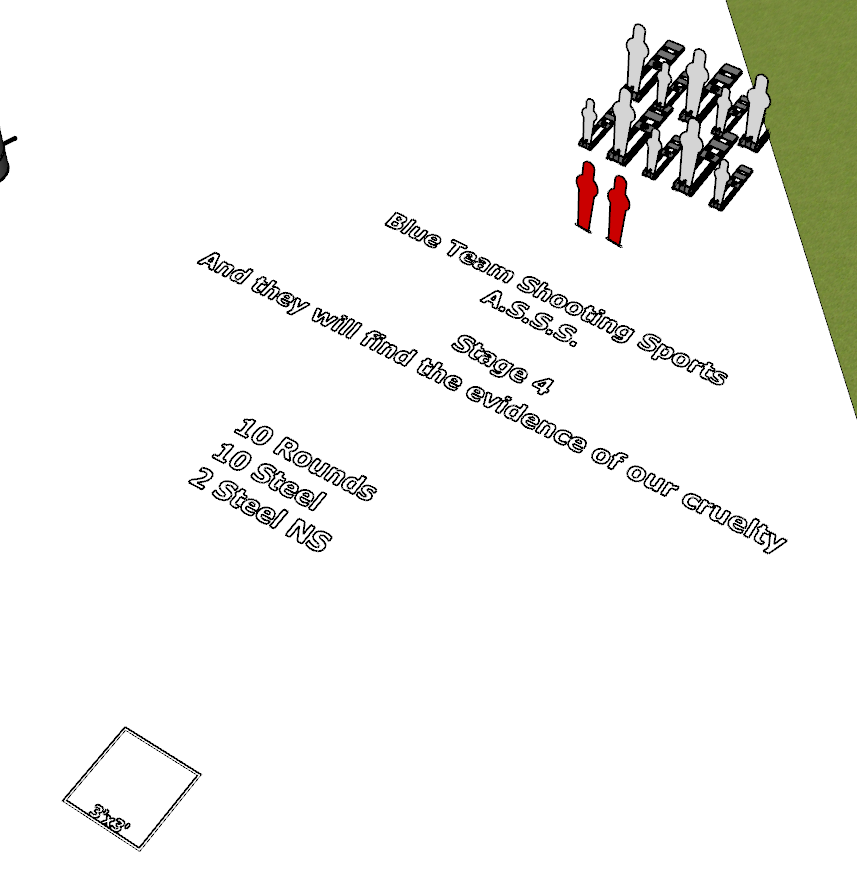 Blue Team Shooting Sports
A.S.S.S.
Stage 4
And they will find the evidence of our cruelty
10 Rounds
10 Steel
2 Steel NS
3'x3'